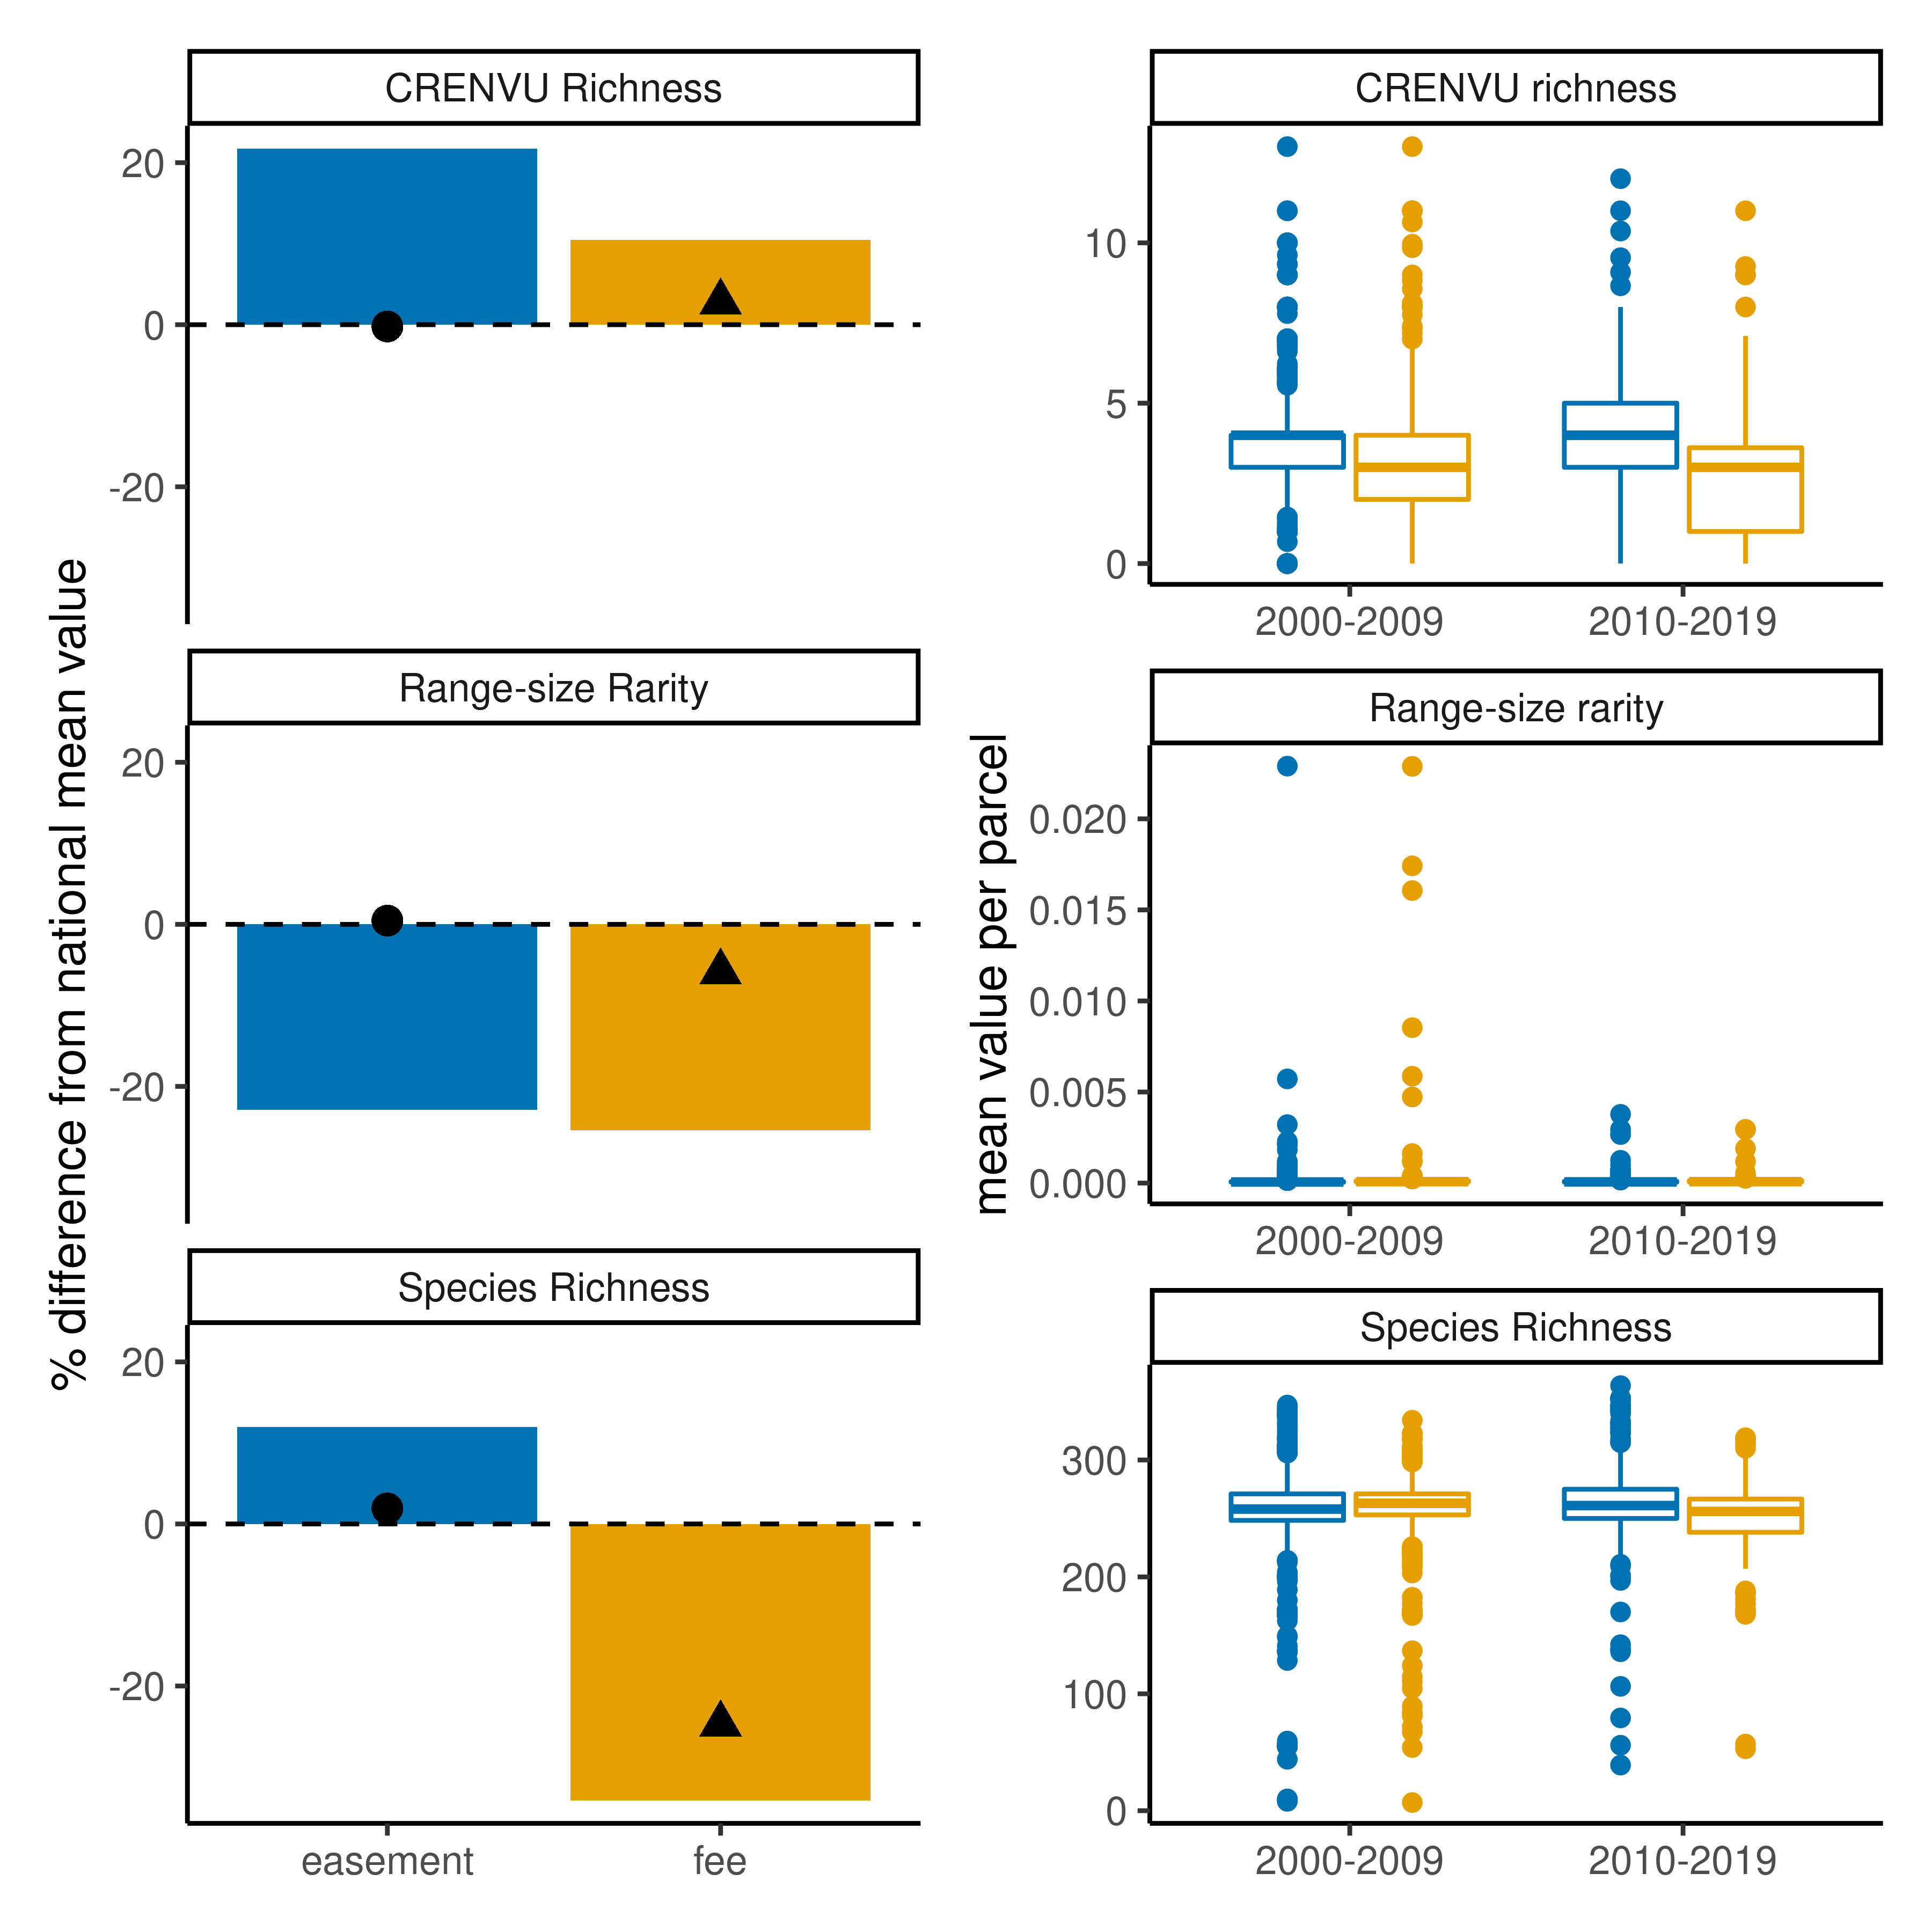 % difference from national mean value
CRENVU Richness
20
0
-20
Range-size Rarity
20
0
-20
Species Richness
20
0
-20
easement fee
mean value per parcel
CRENVU richness
10
5
0
2000-2009 2010-2019
Range-size rarity
0.020
0.015
0.010
0.005
0.000
2000-2009 2010-2019
Species Richness
300
200
100
0
2000-2009 2010-2019